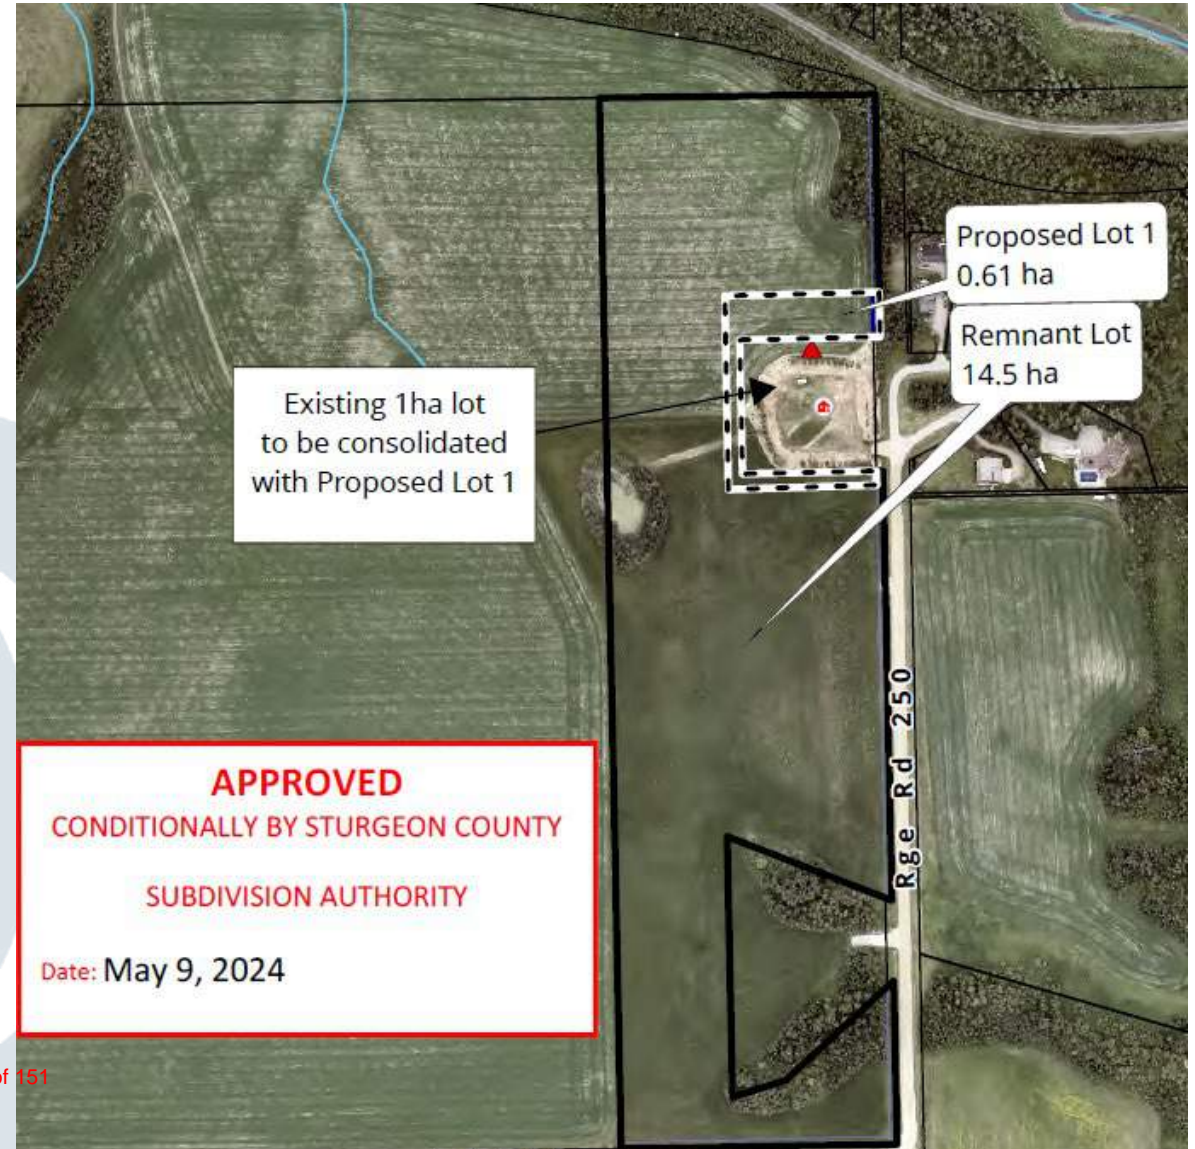 Proposed Lot 1
0.61 ha
Remnant Lot
14.5 ha
Existing 1ha lot
to be consolidated
with Proposed Lot 1
Rge Rd 250
APPROVED
CONDITIONALLY BY STURGEON COUNTY
SUBDIVISION AUTHORITY
Date: May 9, 2024
of 151